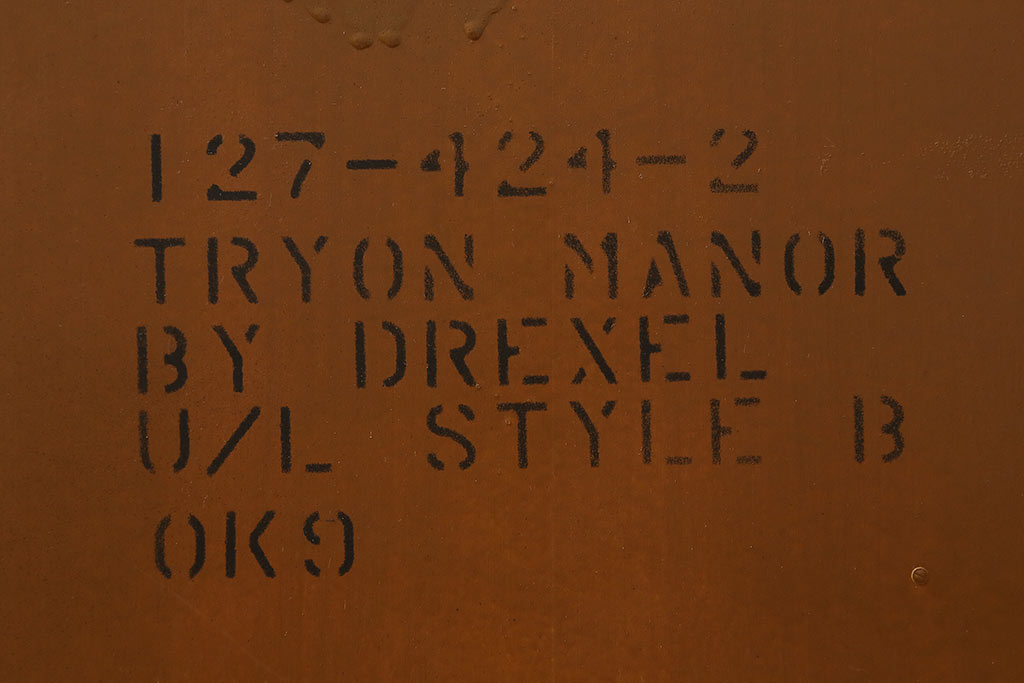 127-424-2
TRYON MANOR
BY DREXEL
U/L STYLE B
OK9